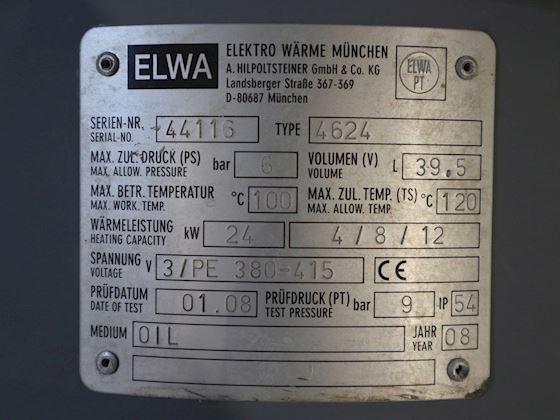 ELWA
ELEKTRO WÄRME MÜNCHEN
A. HILPOLTSTEINER GmbH & Co. KG
Landsberger Straße 367-369
D-80687 München
ELWA
PT
SERIEN-NR. 44116 TYPE 4624
SERIAL-NO.
MAX. ZUL.DRUCK (PS) bar 6 VOLUMEN (V) L 39.5
MAX. ALLOW. PRESSURE VOLUME
MAX. BETR. TEMPERATUR °C 100 MAX. ZUL. TEMP. (TS) °C 120
MAX. WORK. TEMP. MAX. ALLOW. TEMP.
WÄRMELEISTUNG kW 24 4/8/12
HEATING CAPACITY
SPANNUNG V 3/PE 380-415 CE
VOLTAGE
PRÜFDATUM 01.08 PRÜFDRUCK (PT) bar 9 IP 54
DATE OF TEST TEST PRESSURE
MEDIUM OIL JAHR 08
YEAR